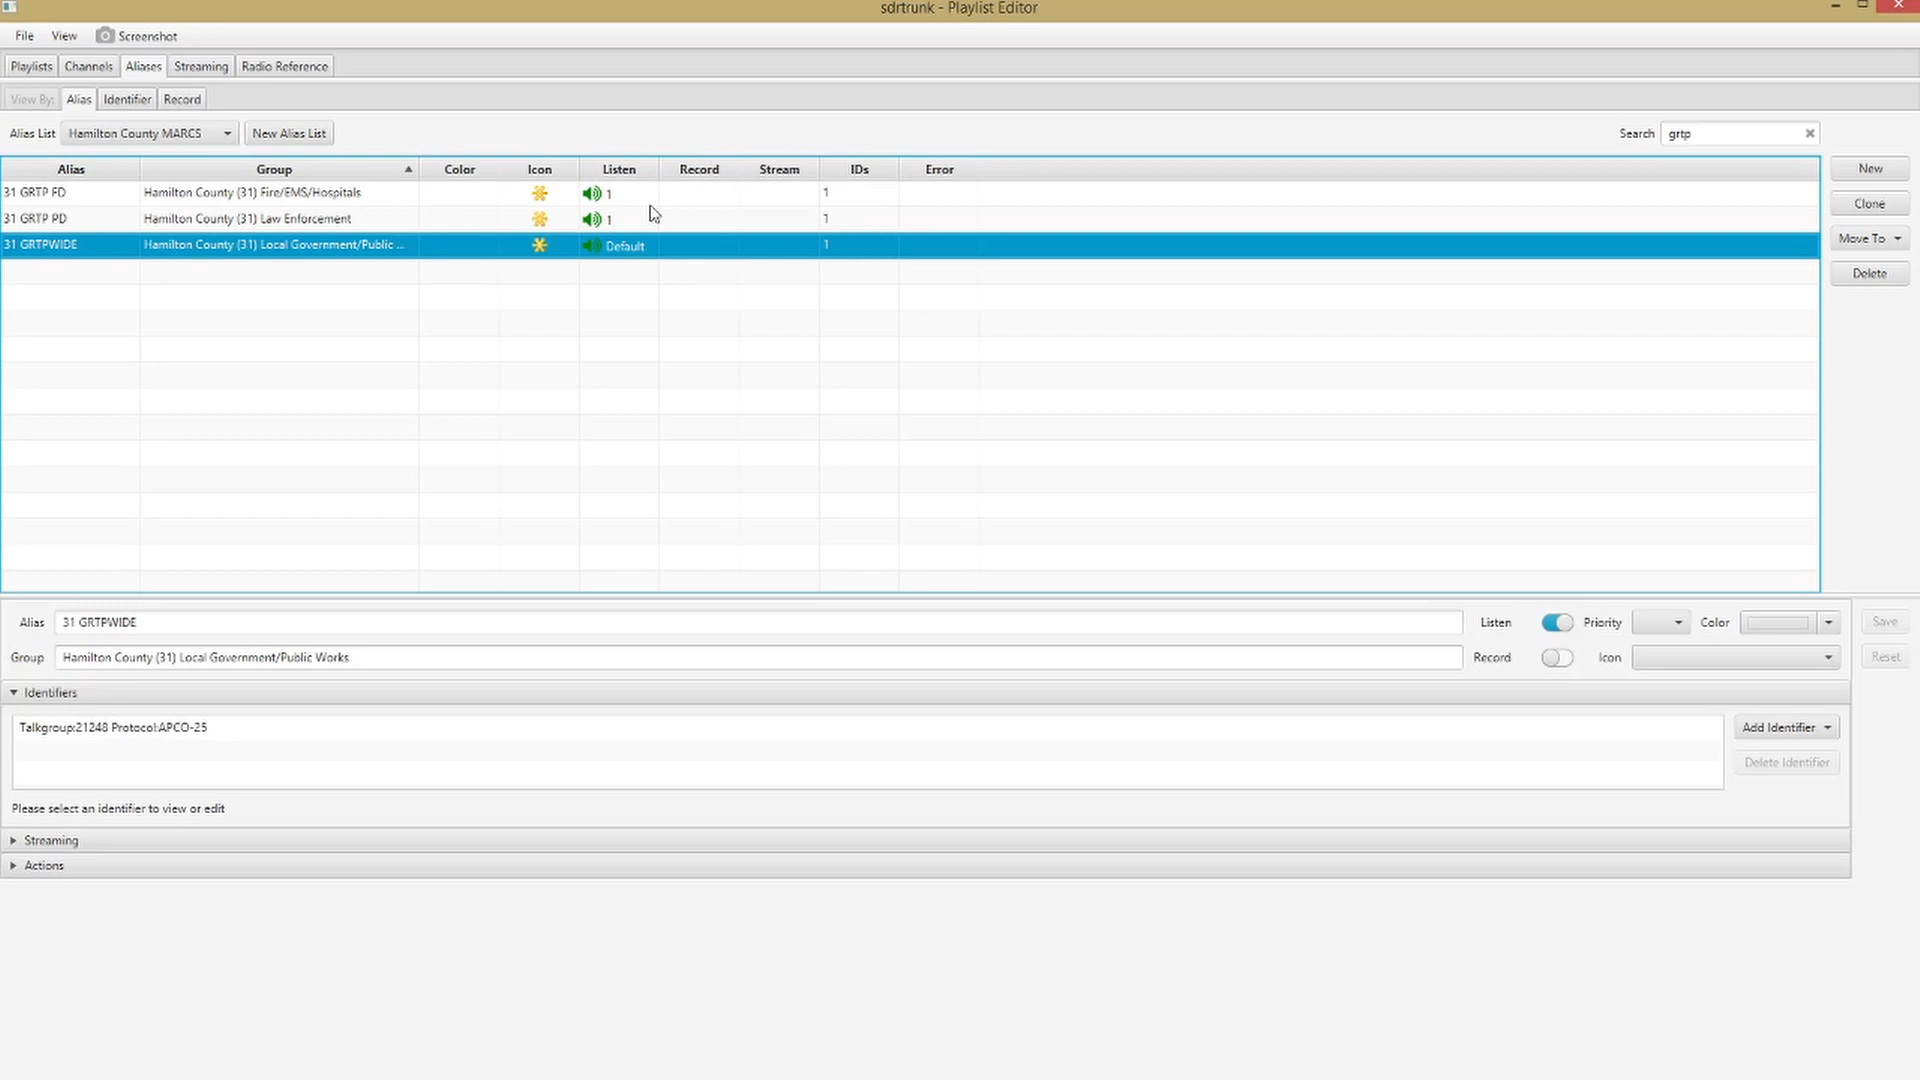 sdrtrunk - Playlist Editor
File View Screenshot
Playlists Channels Aliases Streaming Radio Reference
View By: Alias Identifier Record
Alias List Hamilton County MARCS New Alias List Search grtp
Alias Group Color Icon Listen Record Stream IDs Error
31 GRTP FD Hamilton County (31) Fire/EMS/Hospitals 1 1
31 GRTP PD Hamilton County (31) Law Enforcement 1 1
31 GRTPWIDE Hamilton County (31) Local Government/Public ... Default 1
New
Clone
Move To
Delete
Alias 31 GRTPWIDE Listen Priority Color Save
Group Hamilton County (31) Local Government/Public Works Record Icon Reset
Identifiers
Talkgroup:21248 Protocol:APCO-25 Add Identifier
Delete Identifier
Please select an identifier to view or edit
Streaming
Actions